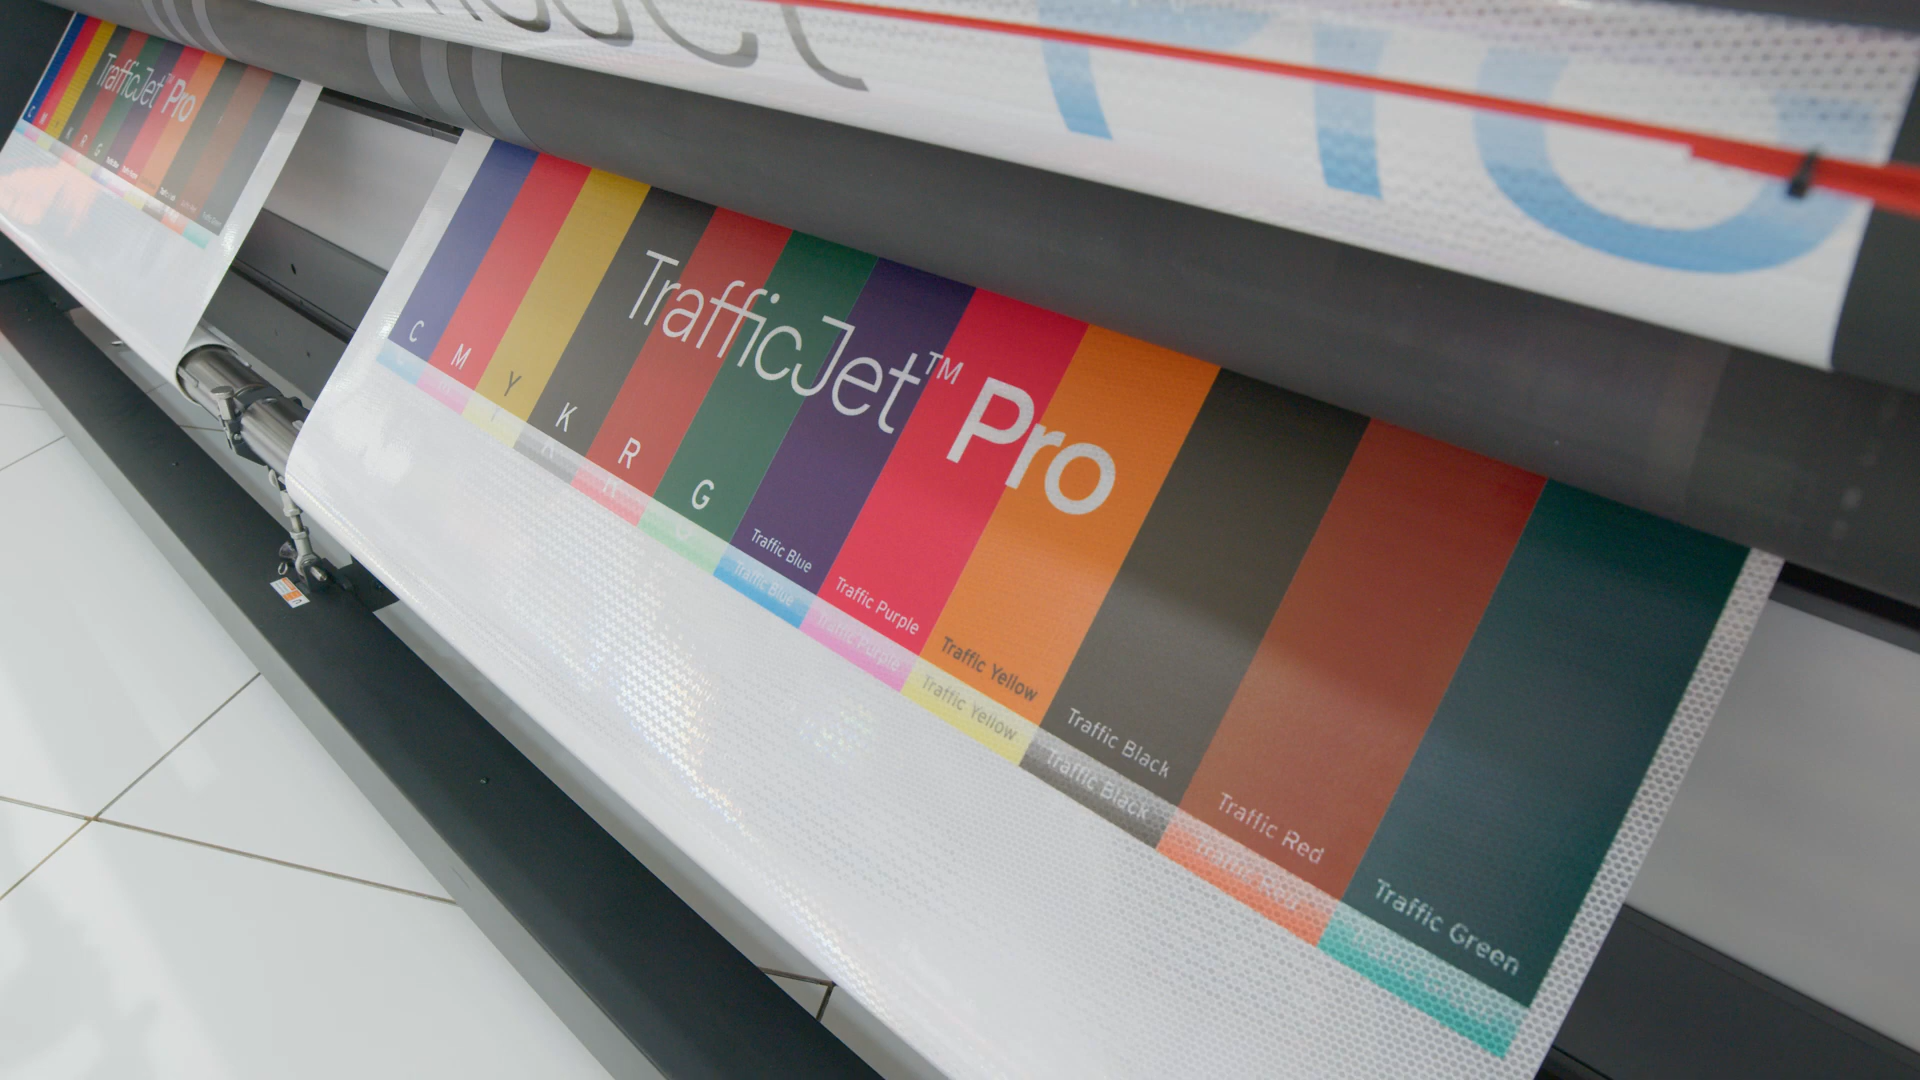 TrafficJet™ Pro
C
M
Y
K
TrafficJet™ Pro
C
M
Y
K
R
G
Traffic Blue
Traffic Purple
Traffic Yellow
Traffic Black
Traffic Red
Traffic Green
Traffic Blue
Traffic Purple
Traffic Yellow
Traffic Black